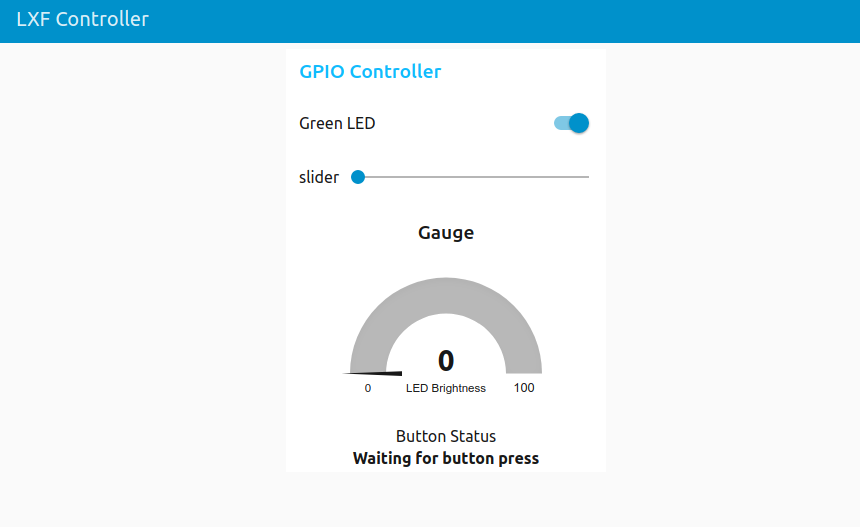 LXF Controller
GPIO Controller
Green LED
slider
Gauge
0
0 LED Brightness 100
Button Status
Waiting for button press